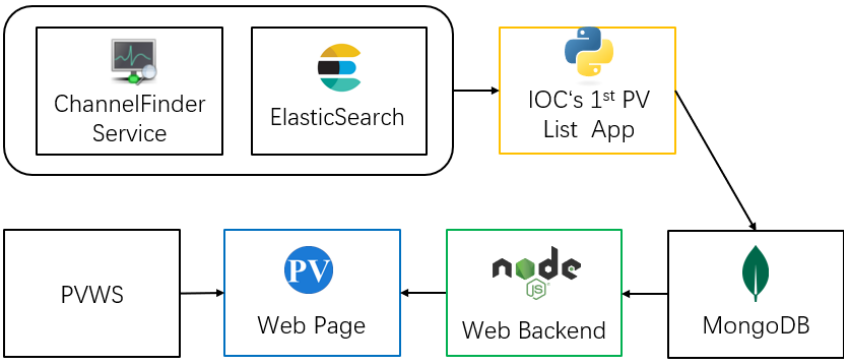 ChannelFinder
Service
ElasticSearch
IOC‘s 1st PV
List App
PVWS
PV
Web Page
node
JS
Web Backend
MongoDB